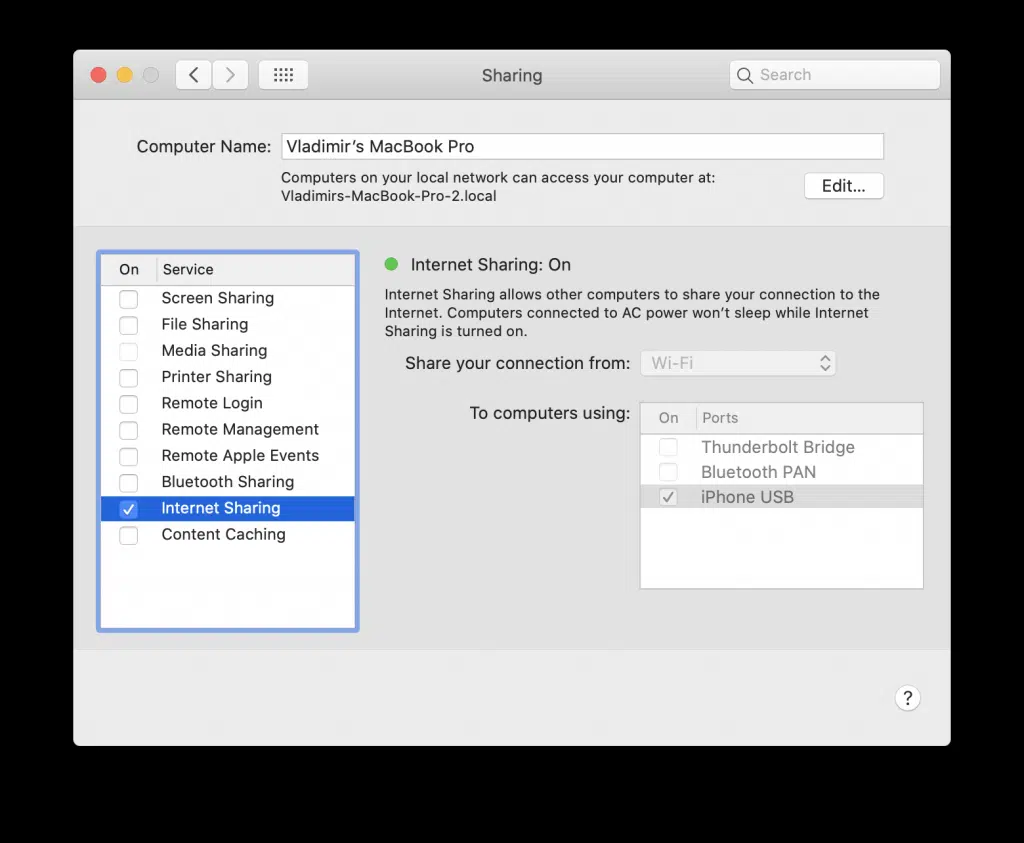 Sharing
Search
Computer Name: Vladimir’s MacBook Pro
Computers on your local network can access your computer at:
Vladimirs-MacBook-Pro-2.local
Edit...
On Service
Screen Sharing
File Sharing
Media Sharing
Printer Sharing
Remote Login
Remote Management
Remote Apple Events
Bluetooth Sharing
Internet Sharing
Content Caching
Internet Sharing: On
Internet Sharing allows other computers to share your connection to the
Internet. Computers connected to AC power won’t sleep while Internet
Sharing is turned on.
Share your connection from: Wi-Fi
To computers using:
On Ports
Thunderbolt Bridge
Bluetooth PAN
iPhone USB
?